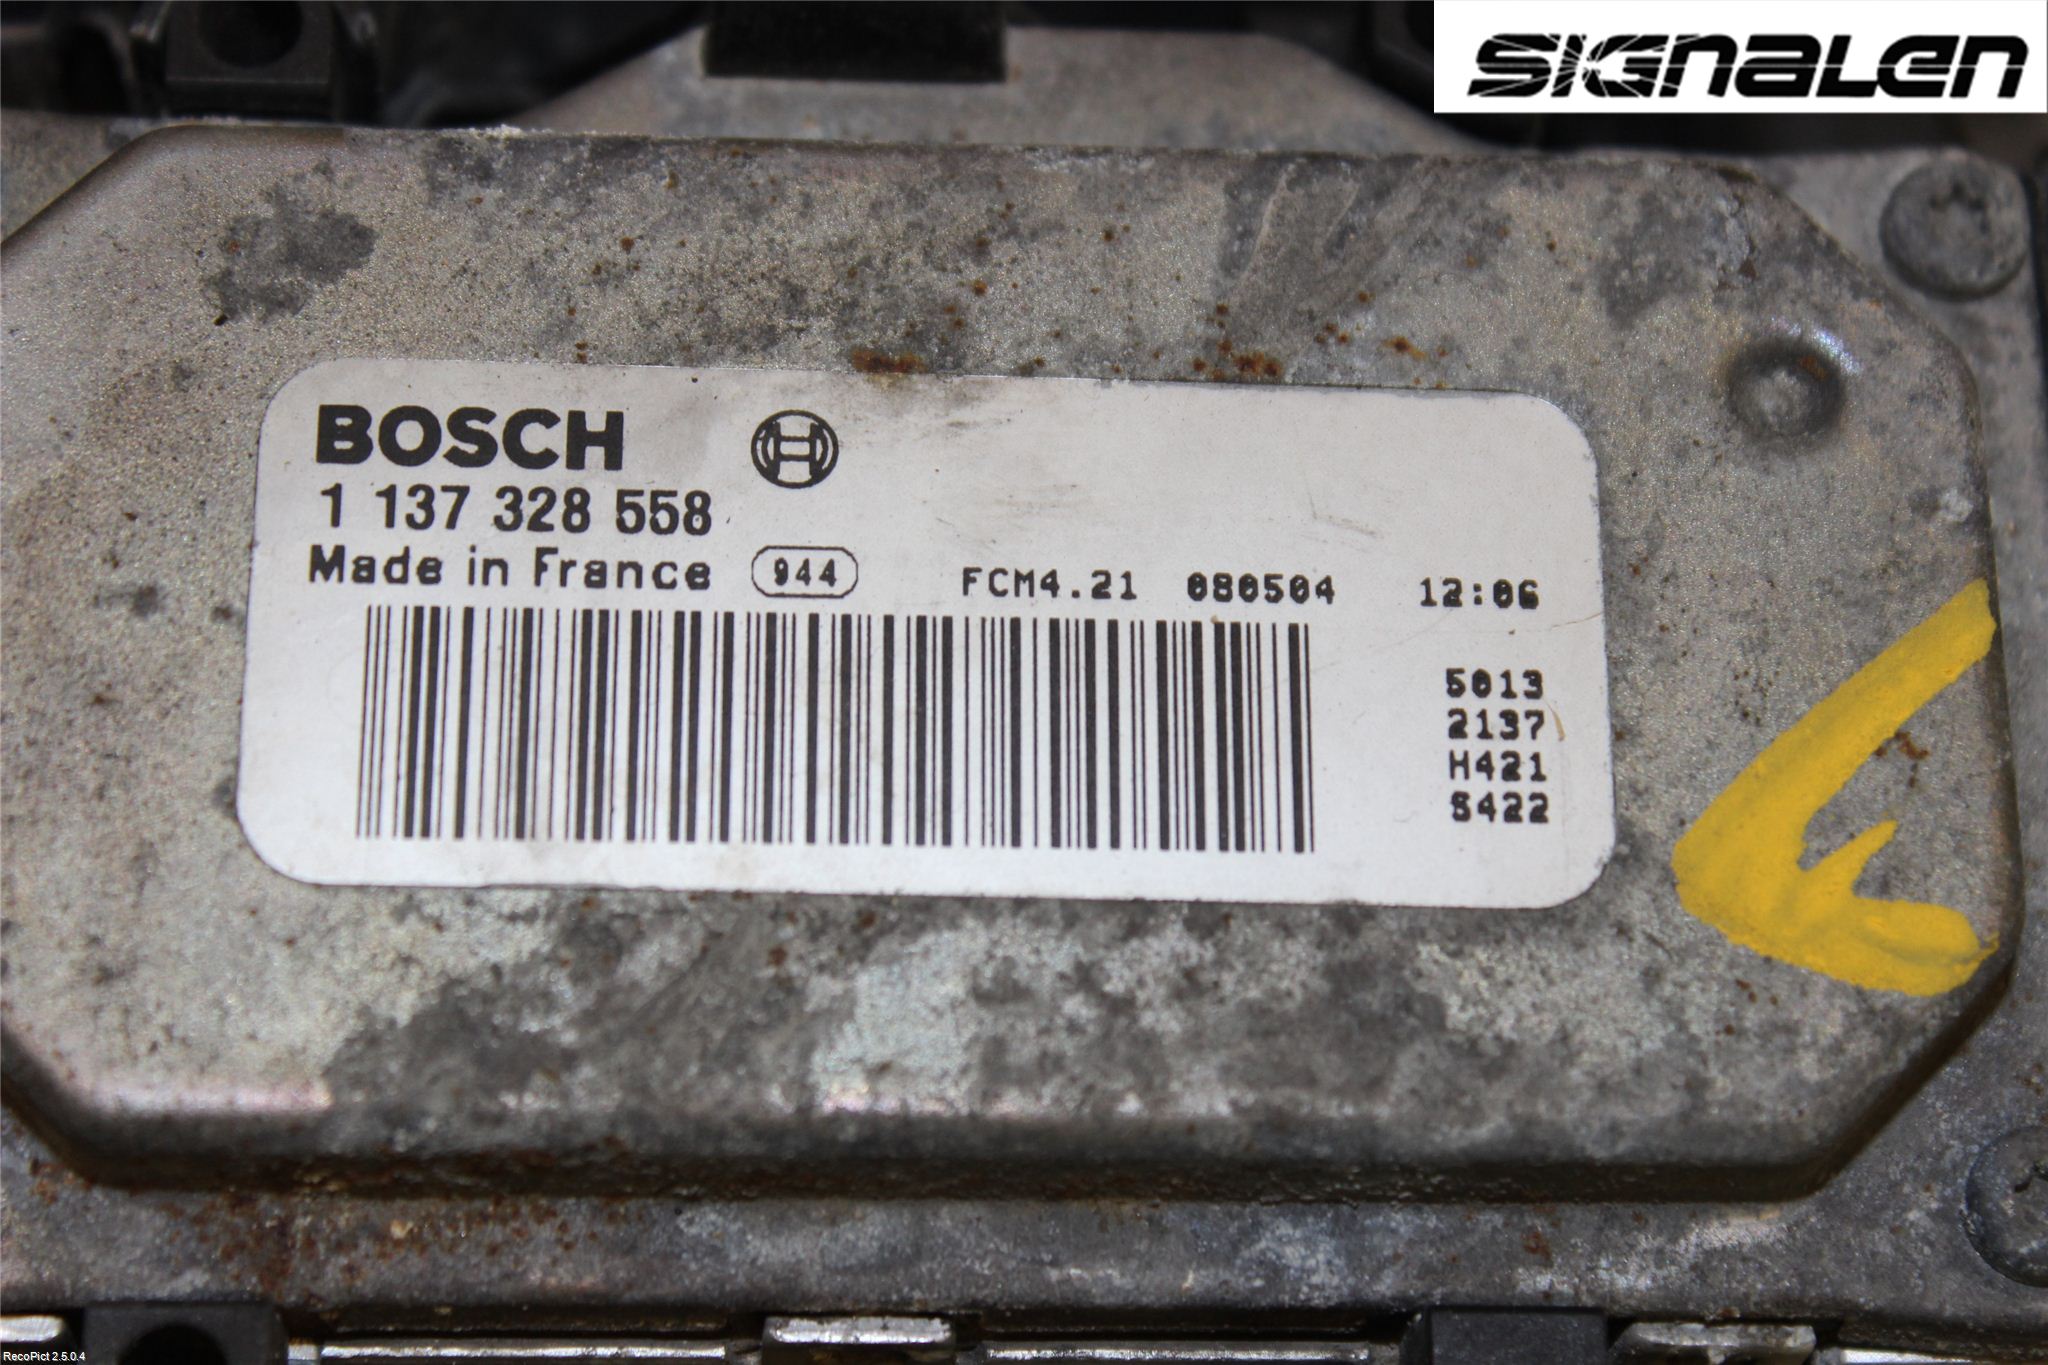 SIGNALEN
BOSCH
1 137 328 558
Made in France 944 FCM4.21 080504 12:06
5013
2137
H421
S422
RecoPict 2.5.0.4